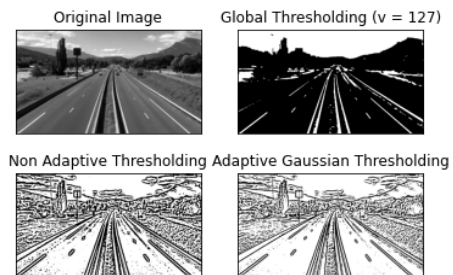 Original Image
Global Thresholding (v = 127)
Non Adaptive Thresholding
Adaptive Gaussian Thresholding